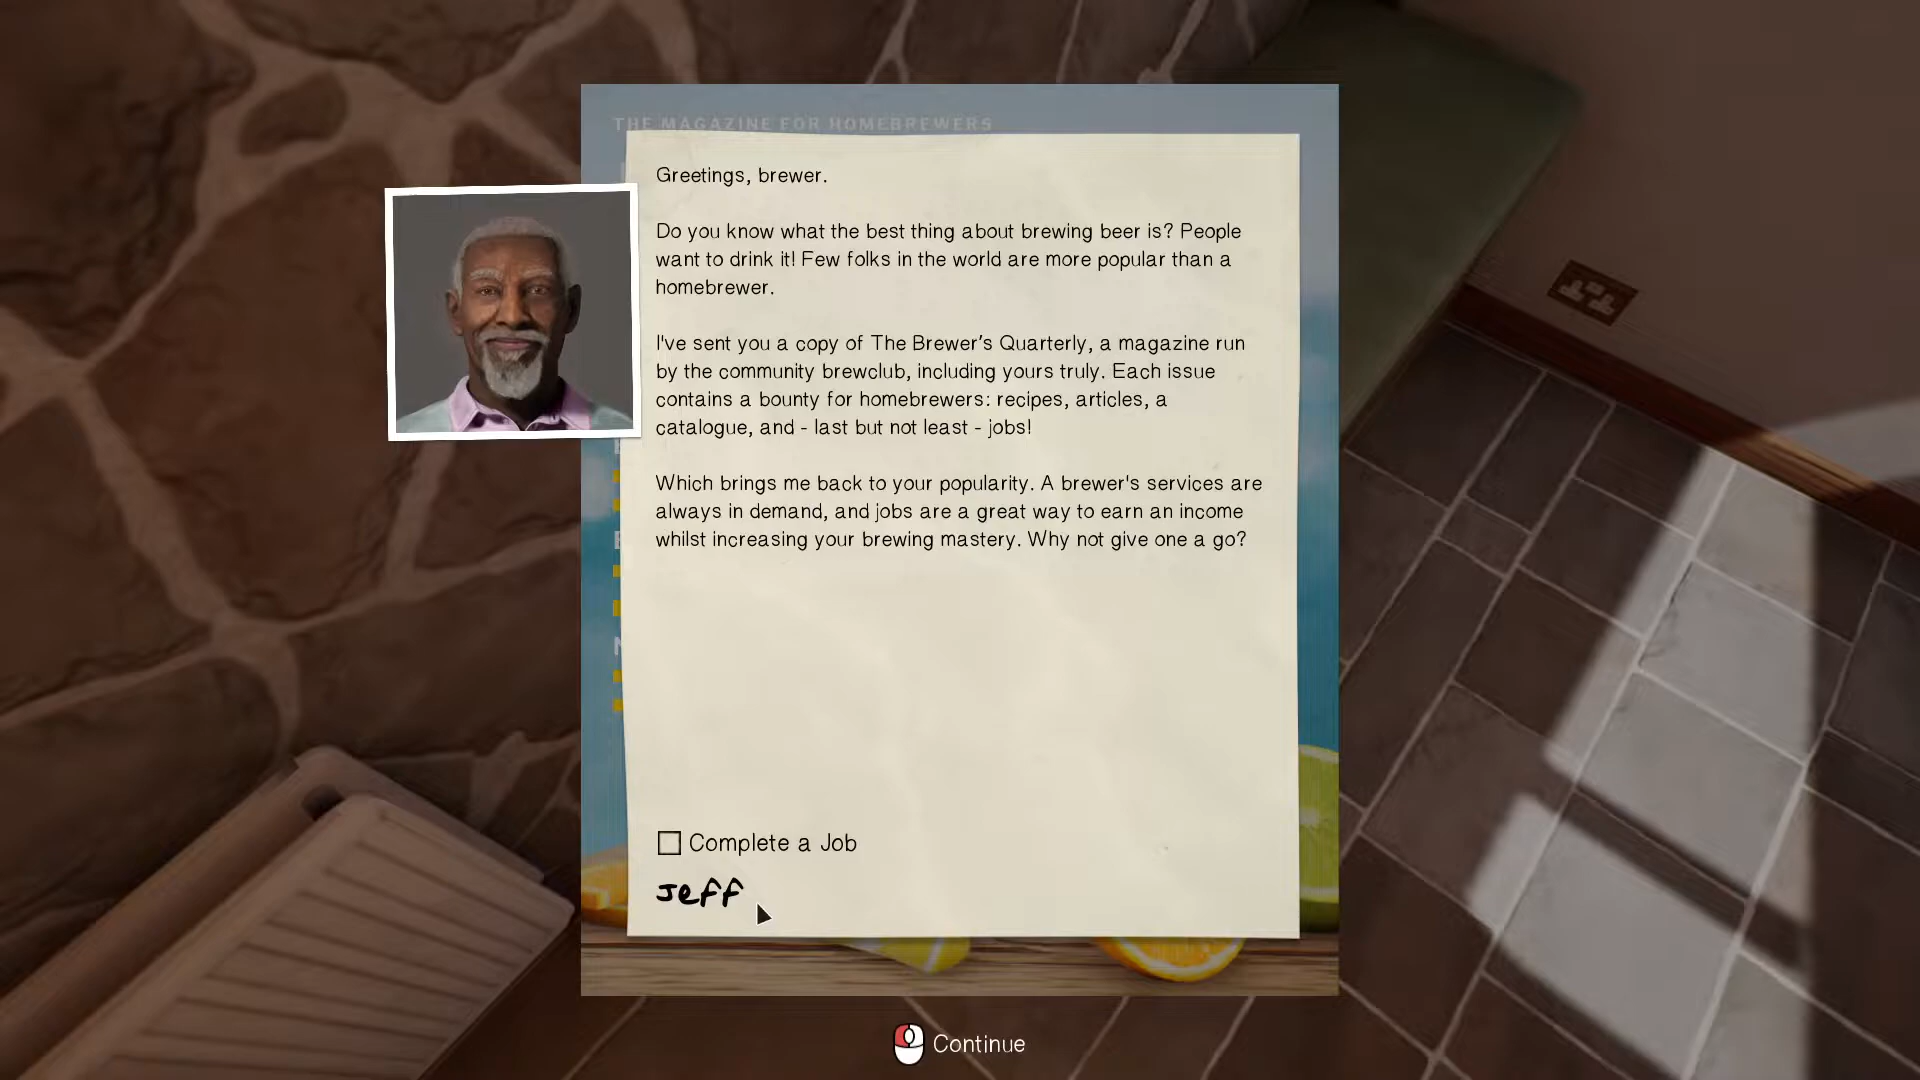 THE MAGAZINE FOR HOMEBREWERS
Greetings, brewer.
Do you know what the best thing about brewing beer is? People
want to drink it! Few folks in the world are more popular than a
homebrewer.
I've sent you a copy of The Brewer's Quarterly, a magazine run
by the community brewclub, including yours truly. Each issue
contains a bounty for homebrewers: recipes, articles, a
catalogue, and - last but not least - jobs!
Which brings me back to your popularity. A brewer's services are
always in demand, and jobs are a great way to earn an income
whilst increasing your brewing mastery. Why not give one a go?
Complete a Job
Jeff
Continue